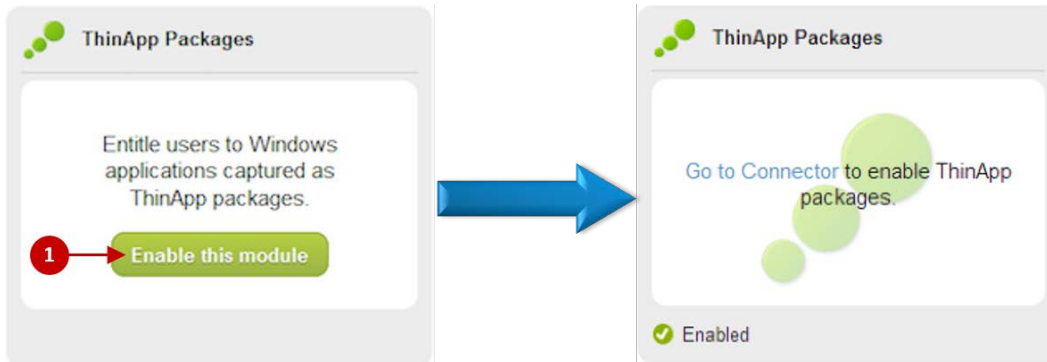 ThinApp Packages
Entitle users to Windows
applications captured as
ThinApp packages.
1
Enable this module
ThinApp Packages
Go to Connector to enable ThinApp
packages.
Enabled